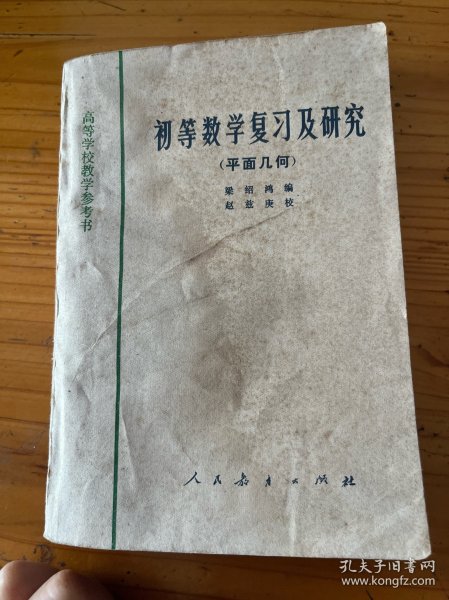 高等学校教学参考书
初等数学复习及研究
(平面几何)
梁绍鸿编
赵兹庚校
人民教育出版社
孔夫子旧书网
www.kongfz.com